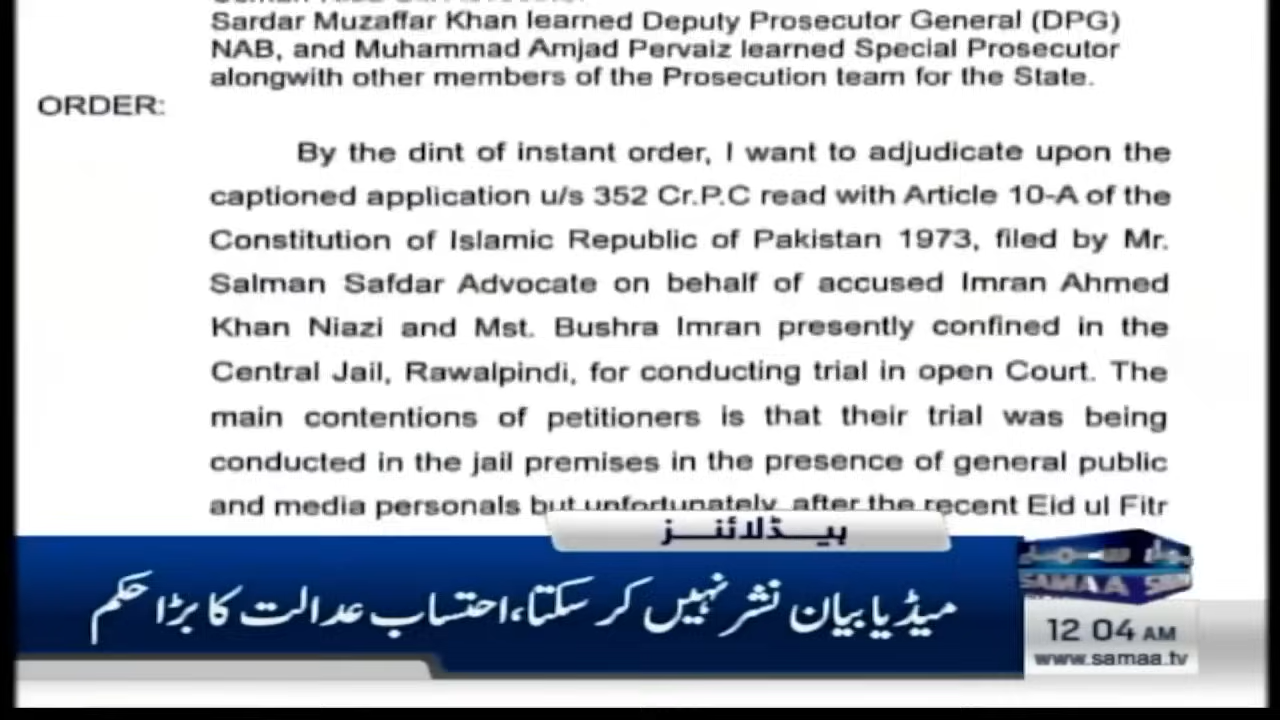 Sardar Muzaffar Khan learned Deputy Prosecutor General (DPG)
NAB, and Muhammad Amjad Pervaiz learned Special Prosecutor
alongwith other members of the Prosecution team for the State.
ORDER:
By the dint of instant order, I want to adjudicate upon the
captioned application u/s 352 Cr.P.C read with Article 10-A of the
Constitution of Islamic Republic of Pakistan 1973, filed by Mr.
Salman Safdar Advocate on behalf of accused Imran Ahmed
Khan Niazi and Mst. Bushra Imran presently confined in the
Central Jail, Rawalpindi, for conducting trial in open Court. The
main contentions of petitioners is that their trial was being
conducted in the jail premises in the presence of general public
and media personals but unfortunately, after the recent Eid ul Fitr
ہیڈلائنز
میڈیا بیان نشر نہیں کر سکتا، احتساب عدالت کا بڑا حکم
SAMAA
12 04 AM
www.samaa.tv